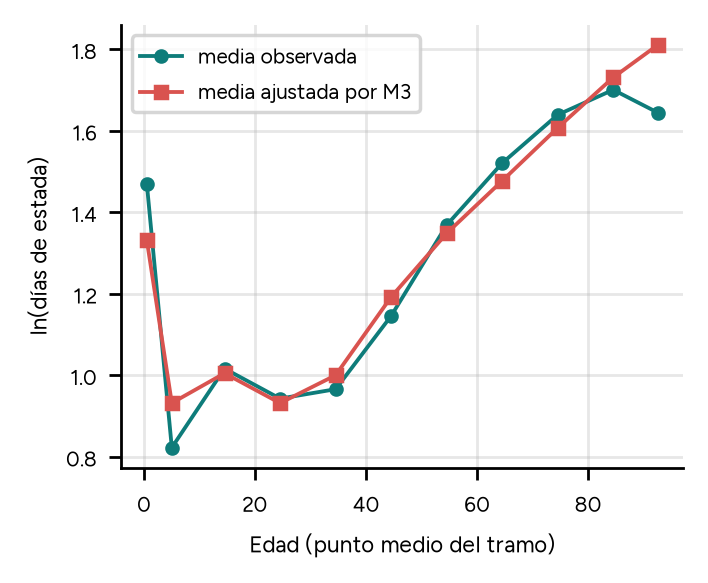 media observada
media ajustada por M3
ln(días de estada)
1.8
1.6
1.4
1.2
1.0
0.8
0 20 40 60 80
Edad (punto medio del tramo)